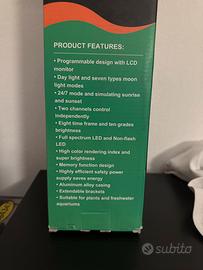 PRODUCT FEATURES:
• Programmable design with LCD
monitor
• Day light and seven types moon
light modes
• 24/7 mode and simulating sunrise
and sunset
• Two channels control
independently
• Eight time frame and ten-grades
brightness
• Full spectrum LED and Non-flash
LED
• High color rendering index and
super brightness
• Memory function design
• Highly efficient safety power
supply saves energy
• Aluminum alloy casing
• Extendable brackets
• Suitable for plants and freshwater
aquariums
subito